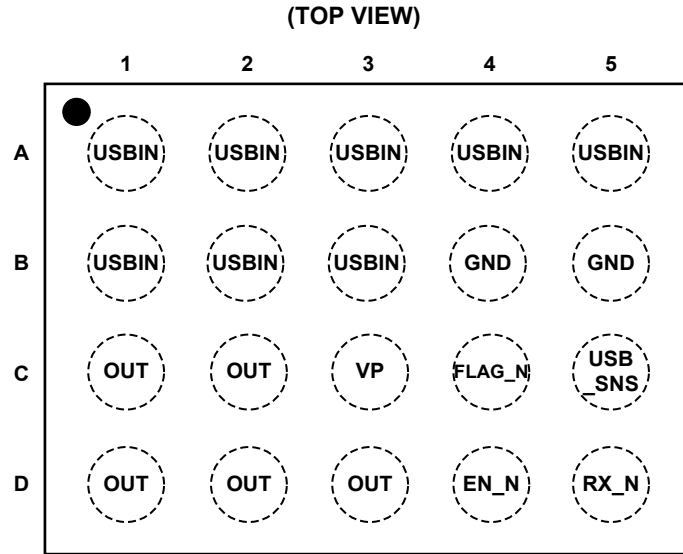 (TOP VIEW)
1 2 3 4 5
A USBIN USBIN USBIN USBIN USBIN
B USBIN USBIN USBIN GND GND
C OUT OUT VP FLAG_N USB
_SNS
D OUT OUT OUT EN_N RX_N